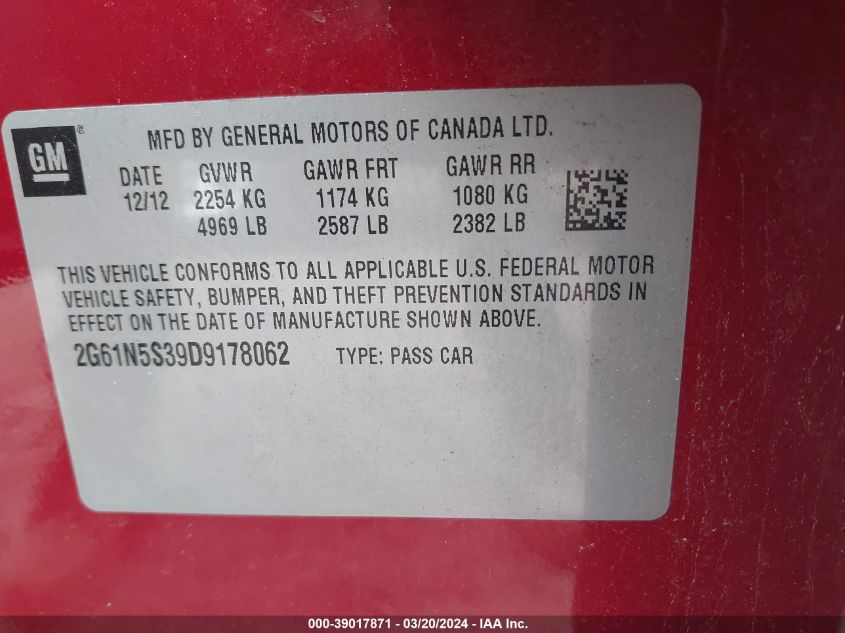 GM ®
MFD BY GENERAL MOTORS OF CANADA LTD.
DATE GVWR GAWR FRT GAWR RR
12/12 2254 KG 1174 KG 1080 KG
4969 LB 2587 LB 2382 LB
THIS VEHICLE CONFORMS TO ALL APPLICABLE U.S. FEDERAL MOTOR
VEHICLE SAFETY, BUMPER, AND THEFT PREVENTION STANDARDS IN
EFFECT ON THE DATE OF MANUFACTURE SHOWN ABOVE.
2G61N5S39D9178062 TYPE: PASS CAR
000-39017871 - 03/20/2024 - IAA Inc.